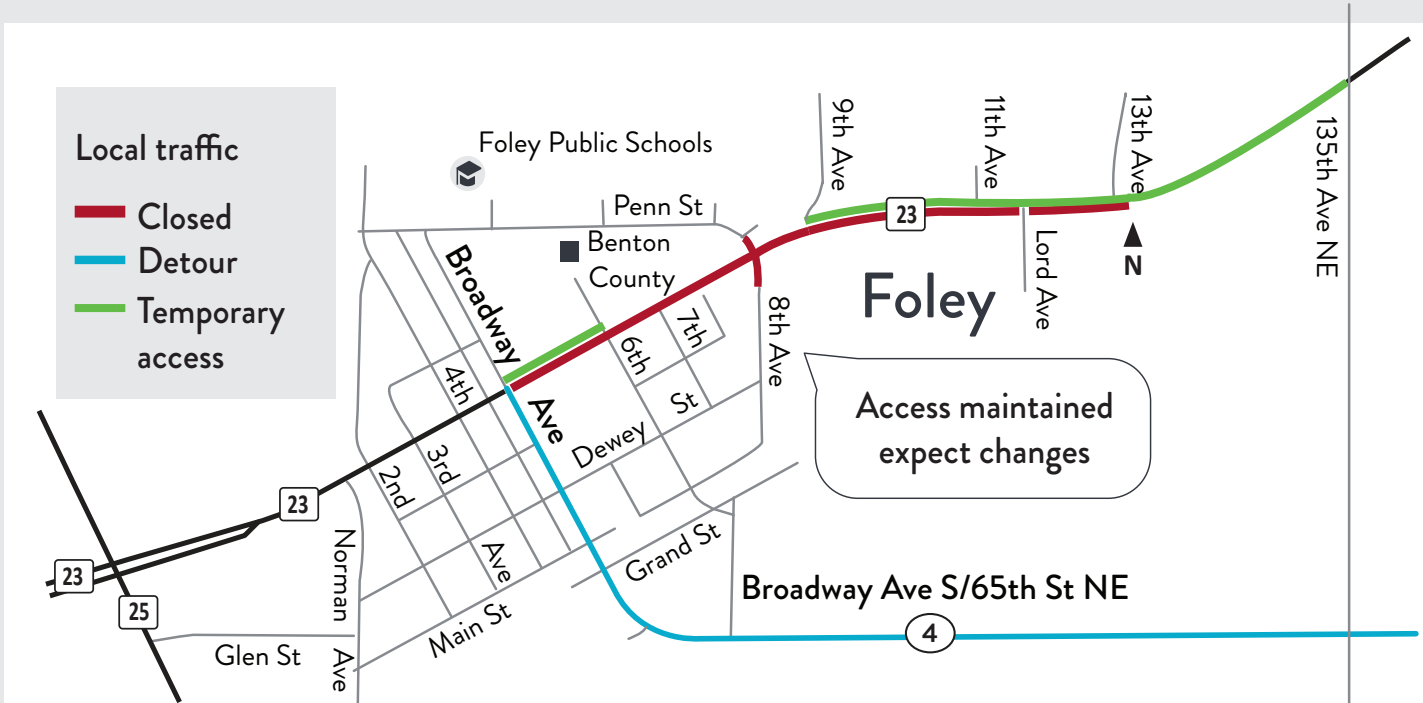 Local traffic
Closed
Detour
Temporary
access
Foley Public Schools
Penn St
Benton
County
Broadway
Ave
9th Ave
11th Ave
13th Ave
135th Ave NE
23
Lord Ave
N
Foley
8th Ave
7th
6th
4th
3rd
2nd
Ave
Dewey
St
Access maintained
expect changes
23
23
25
Norman
Ave
Glen St
Main St
Grand St
Broadway Ave S/65th St NE
4